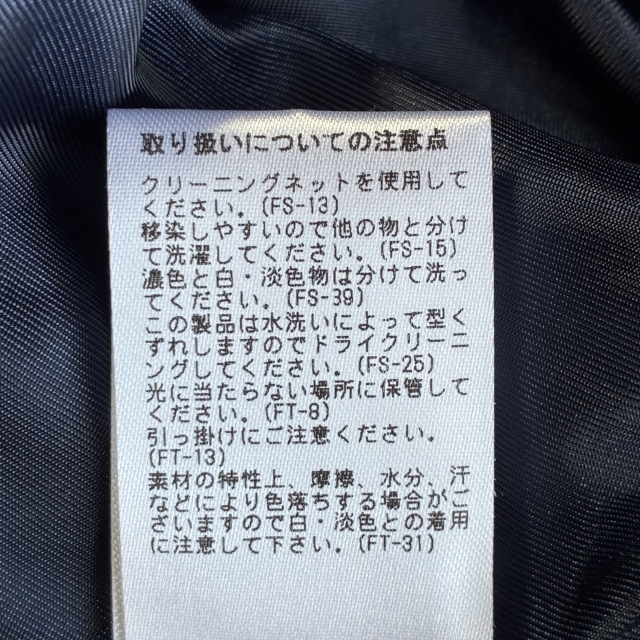 取り扱いについての注意点
クリーニングネットを使用して
ください。(FS-13)
移染しやすいので他の物と分け
て洗濯してください。(FS-15)
濃色と白・淡色物は分けて洗っ
てください。(FS-39)
この製品は水洗いによって型く
ずれしますのでドライクリーニ
ングしてください。(FS-25)
光に当たらない場所に保管して
ください。(FT-8)
引っ掛けにご注意ください。
(FT-13)
素材の特性上、摩擦、水分、汗
などにより色落ちする場合がご
ざいますので白・淡色との着用
に注意して下さい。(FT-31)